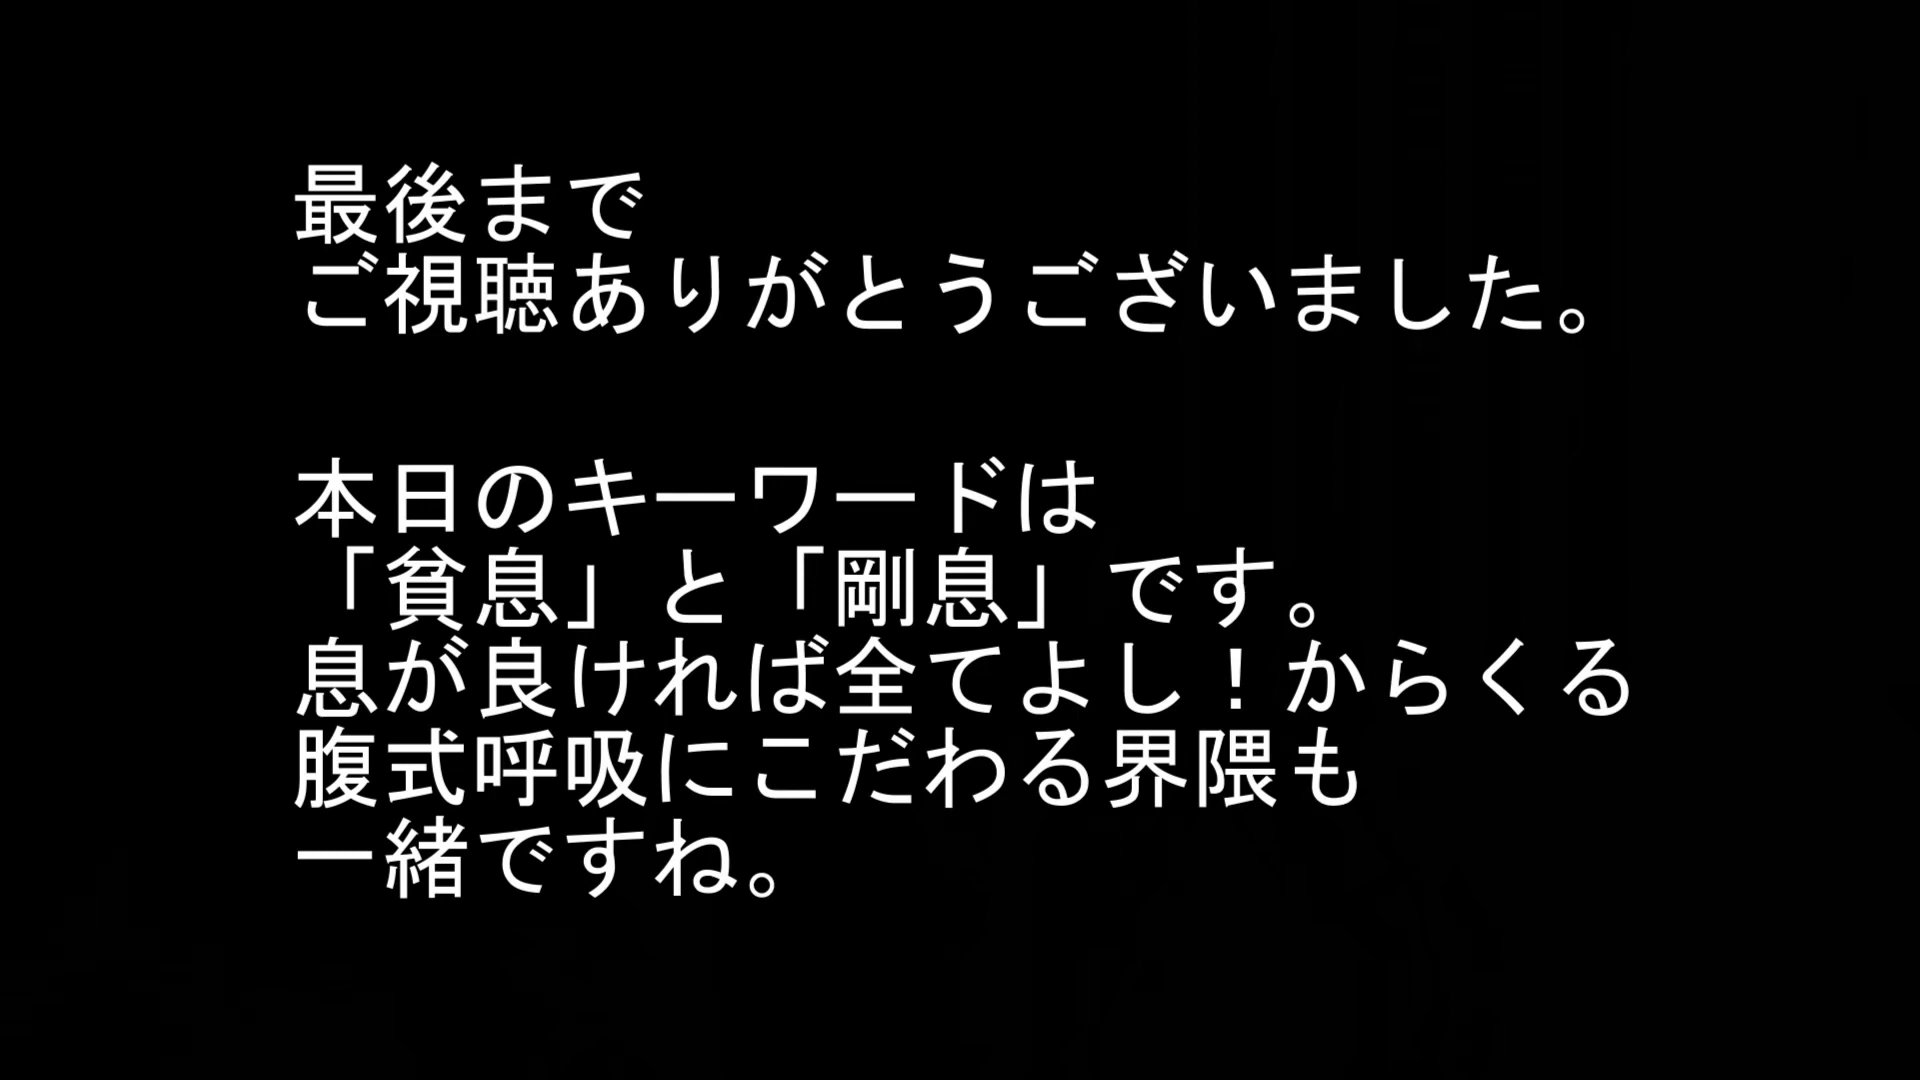 最後まで
ご視聴ありがとうございました。
本日のキーワードは
「貧息」と「剛息」です。
息が良ければ全てよし！からくる
腹式呼吸にこだわる界隈も
一緒ですね。